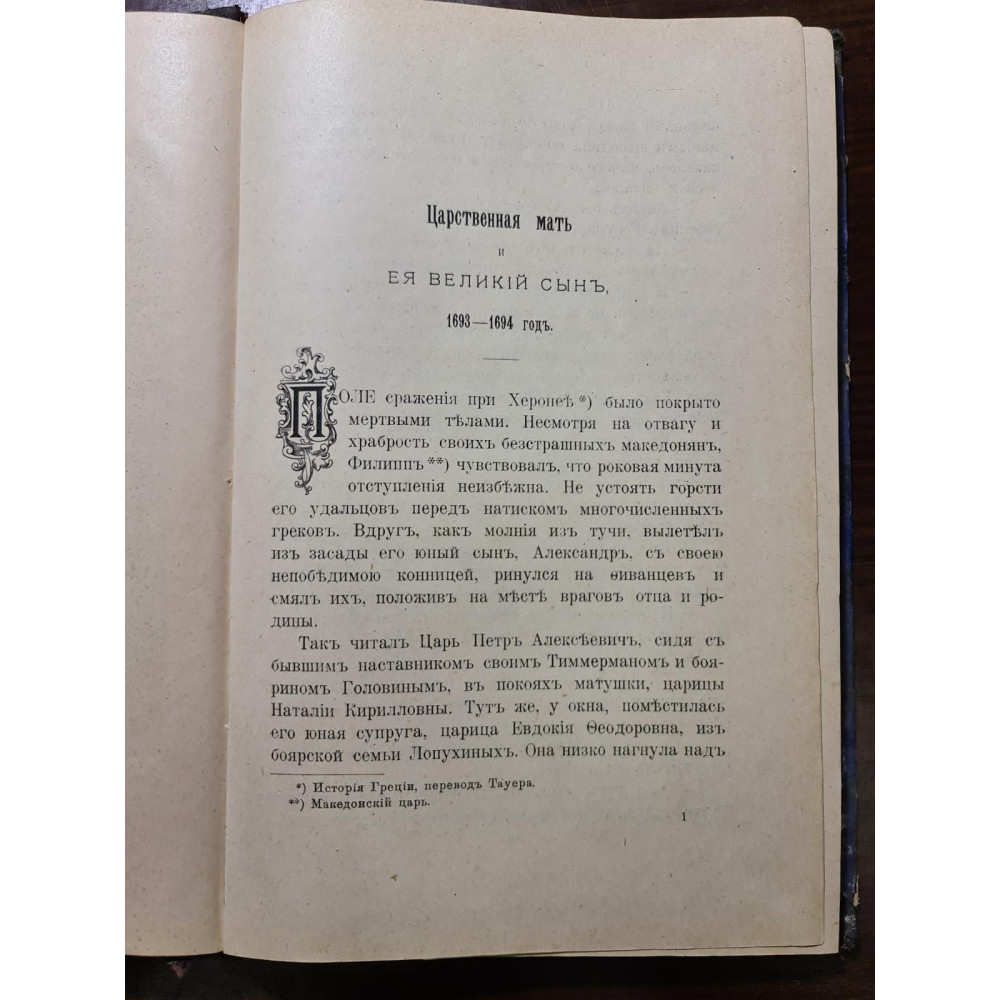 Царственная мать
и
ЕЯ ВЕЛИКІЙ СЫНЪ,
1693—1694 годъ.
ПОЛЕ сраженія при Херонеѣ*) было покрыто
мертвыми тѣлами. Несмотря на отвагу и
храбрость своихъ безстрашныхъ македонянъ,
Филиппъ**) чувствовалъ, что роковая минута
отступленія неизбѣжна. Не устоять горсти
его удальцовъ передъ натискомъ многочисленныхъ
грековъ. Вдругъ, какъ молнія изъ тучи, вылетѣлъ
изъ засады его юный сынъ, Александръ, съ своею
непобѣдимою конницей, ринулся на ѳиванцевъ и
смялъ ихъ, положивъ на мѣстѣ враговъ отца и ро-
дины.
Такъ читалъ Царь Петръ Алексѣевичъ, сидя съ
бывшимъ наставникомъ своимъ Тиммерманомъ и боя-
риномъ Головинымъ, въ покояхъ матушки, царицы
Наталіи Кирилловны. Тутъ же, у окна, помѣстилась
его юная супруга, царица Евдокія Ѳеодоровна, изъ
боярской семьи Лопухиныхъ. Она низко нагнула надъ
*) Исторія Греціи, переводъ Тауера.
**) Македонскій царь.
1